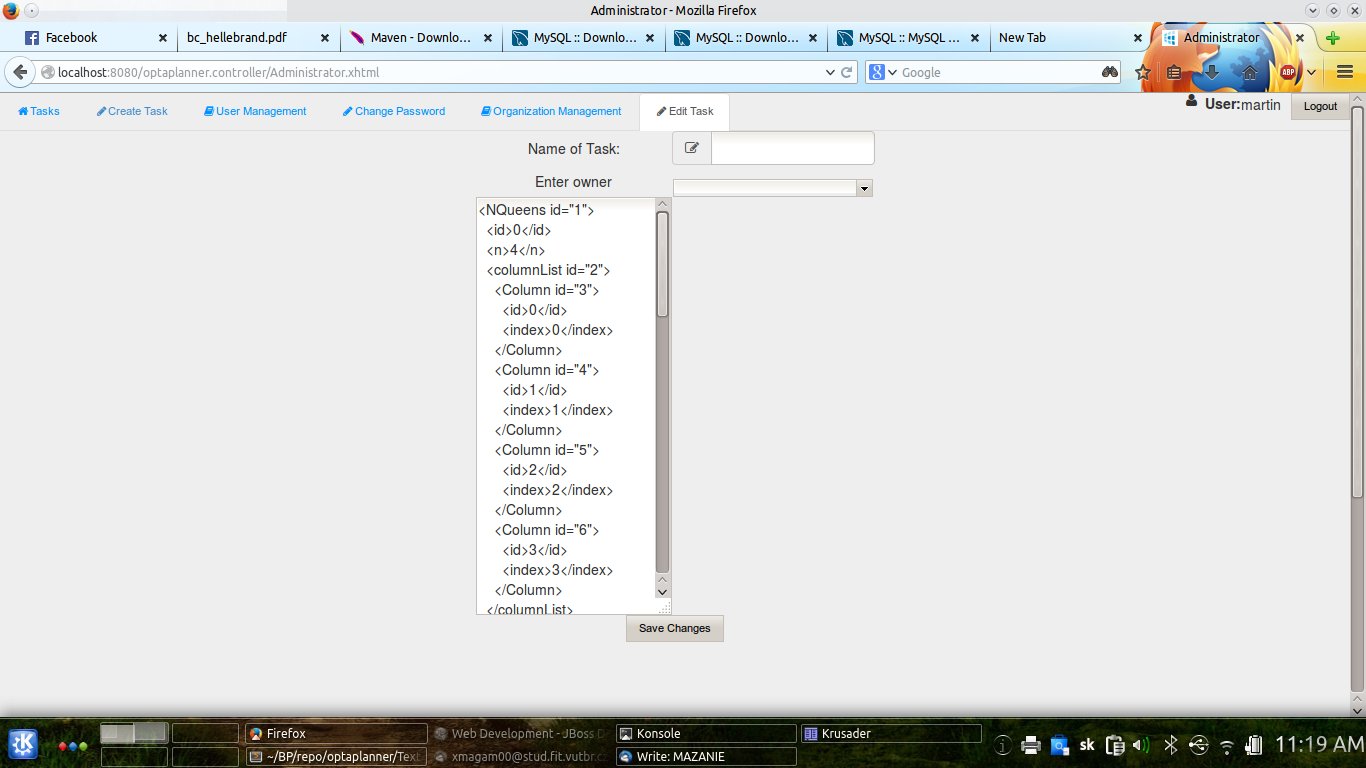 Administrator - Mozilla Firefox
Facebook
bc_hellebrand.pdf
Maven - Downlo...
MySQL :: Downlo...
MySQL :: Downlo...
MySQL :: MySQL ...
New Tab
Administrator
localhost:8080/optaplanner.controller/Administrator.xhtml
Google
ABP
Tasks
Create Task
User Management
Change Password
Organization Management
Edit Task
User:martin
Logout
Name of Task:
Enter owner
<NQueens id="1">
<id>0</id>
<n>4</n>
<columnList id="2">
<Column id="3">
<id>0</id>
<index>0</index>
</Column>
<Column id="4">
<id>1</id>
<index>1</index>
</Column>
<Column id="5">
<id>2</id>
<index>2</index>
</Column>
<Column id="6">
<id>3</id>
<index>3</index>
</Column>
</columnList>
Save Changes
Firefox
Web Development - JBoss D
Konsole
Krusader
~/BP/repo/optaplanner/Text
xmagam00@stud.fit.vutbr.c
Write: MAZANIE
sk
11:19 AM